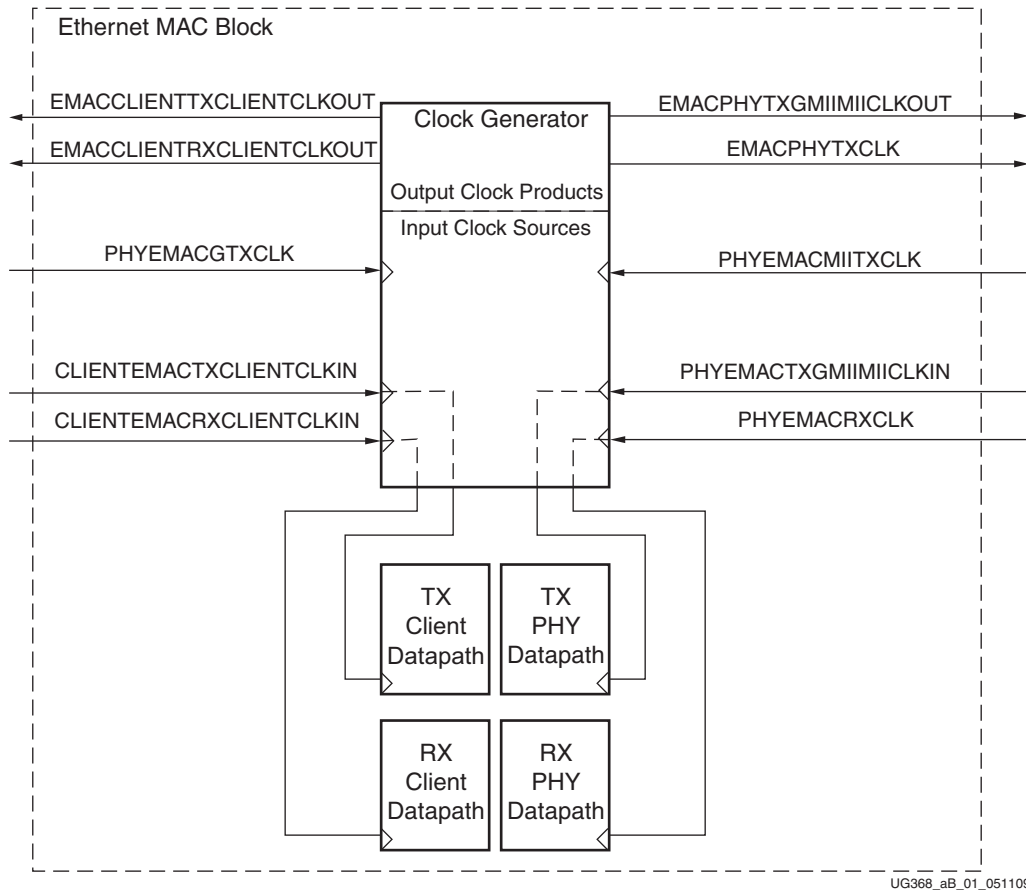 Ethernet MAC Block
EMACCLIENTTXCLIENTCLKOUT
EMACCLIENTRXCLIENTCLKOUT
PHYEMACGTXCLK
CLIENTEMACTXCLIENTCLKIN
CLIENTEMACRXCLIENTCLKIN
Clock Generator
Output Clock Products
Input Clock Sources
EMACPHYTXGMIIMIICLKOUT
EMACPHYTXCLK
PHYEMACMIITXCLK
PHYEMACTXGMIIMIICLKIN
PHYEMACRXCLK
TX
Client
Datapath
TX
PHY
Datapath
RX
Client
Datapath
RX
PHY
Datapath
UG368_aB_01_051109